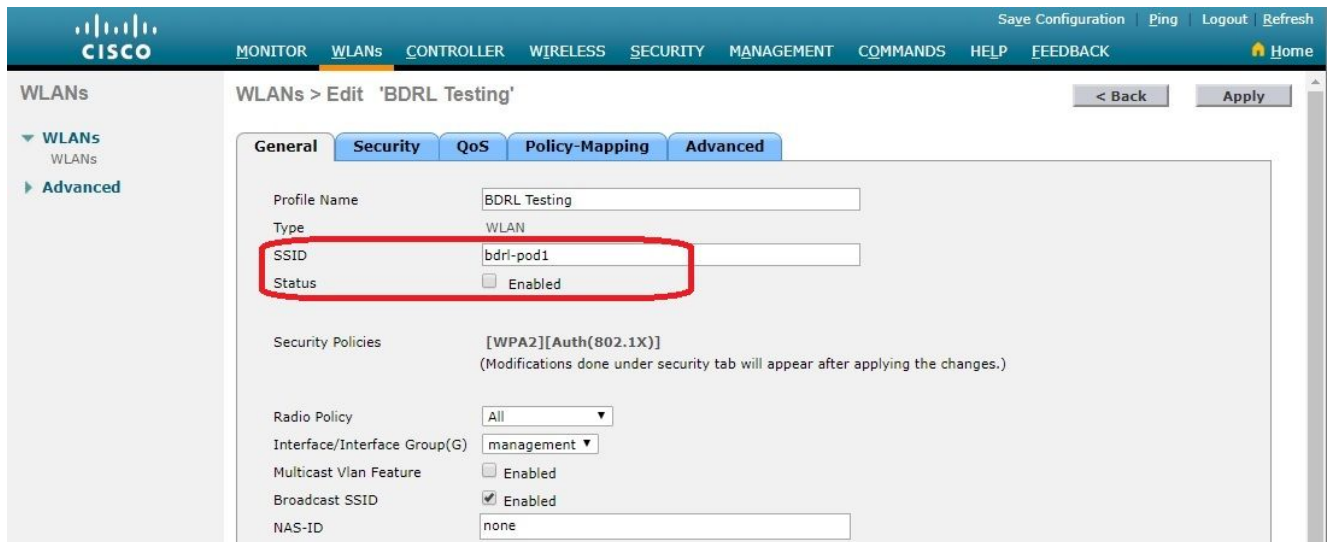 Save Configuration Ping Logout Refresh
CISCO MONITOR WLANs CONTROLLER WIRELESS SECURITY MANAGEMENT COMMANDS HELP FEEDBACK Home
WLANs
WLANs
WLANs
Advanced
WLANs > Edit 'BDRL Testing' < Back Apply
General Security QoS Policy-Mapping Advanced
Profile Name BDRL Testing
Type WLAN
SSID bdrl-pod1
Status Enabled
Security Policies [WPA2][Auth(802.1X)]
(Modifications done under security tab will appear after applying the changes.)
Radio Policy All
Interface/Interface Group(G) management
Multicast Vlan Feature Enabled
Broadcast SSID Enabled
NAS-ID none